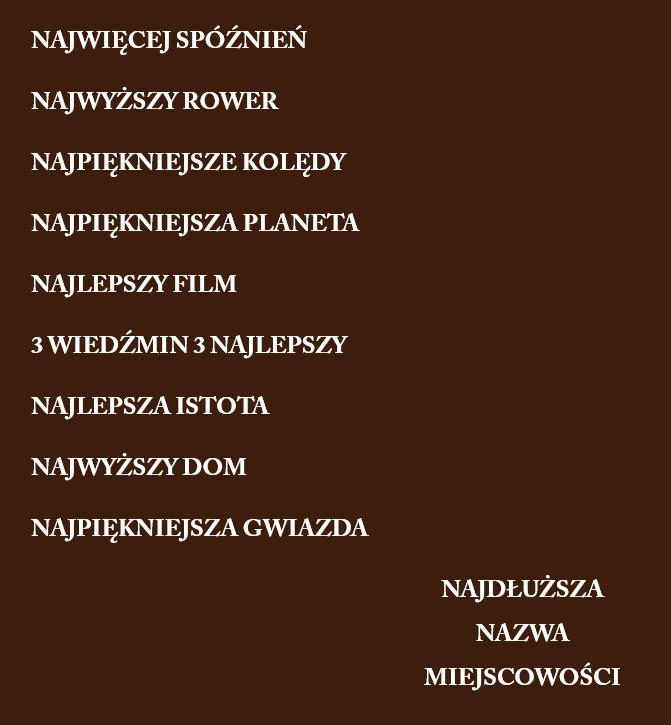 NAJWIĘCEJ SPÓŹNIEŃ
NAJWYŻSZY ROWER
NAJPIĘKNIEJSZE KOLĘDY
NAJPIĘKNIEJSZA PLANETA
NAJLEPSZY FILM
3 WIEDŹMIN 3 NAJLEPSZY
NAJLEPSZA ISTOTA
NAJWYŻSZY DOM
NAJPIĘKNIEJSZA GWIAZDA
NAJDŁUŻSZA
NAZWA
MIEJSCOWOŚCI